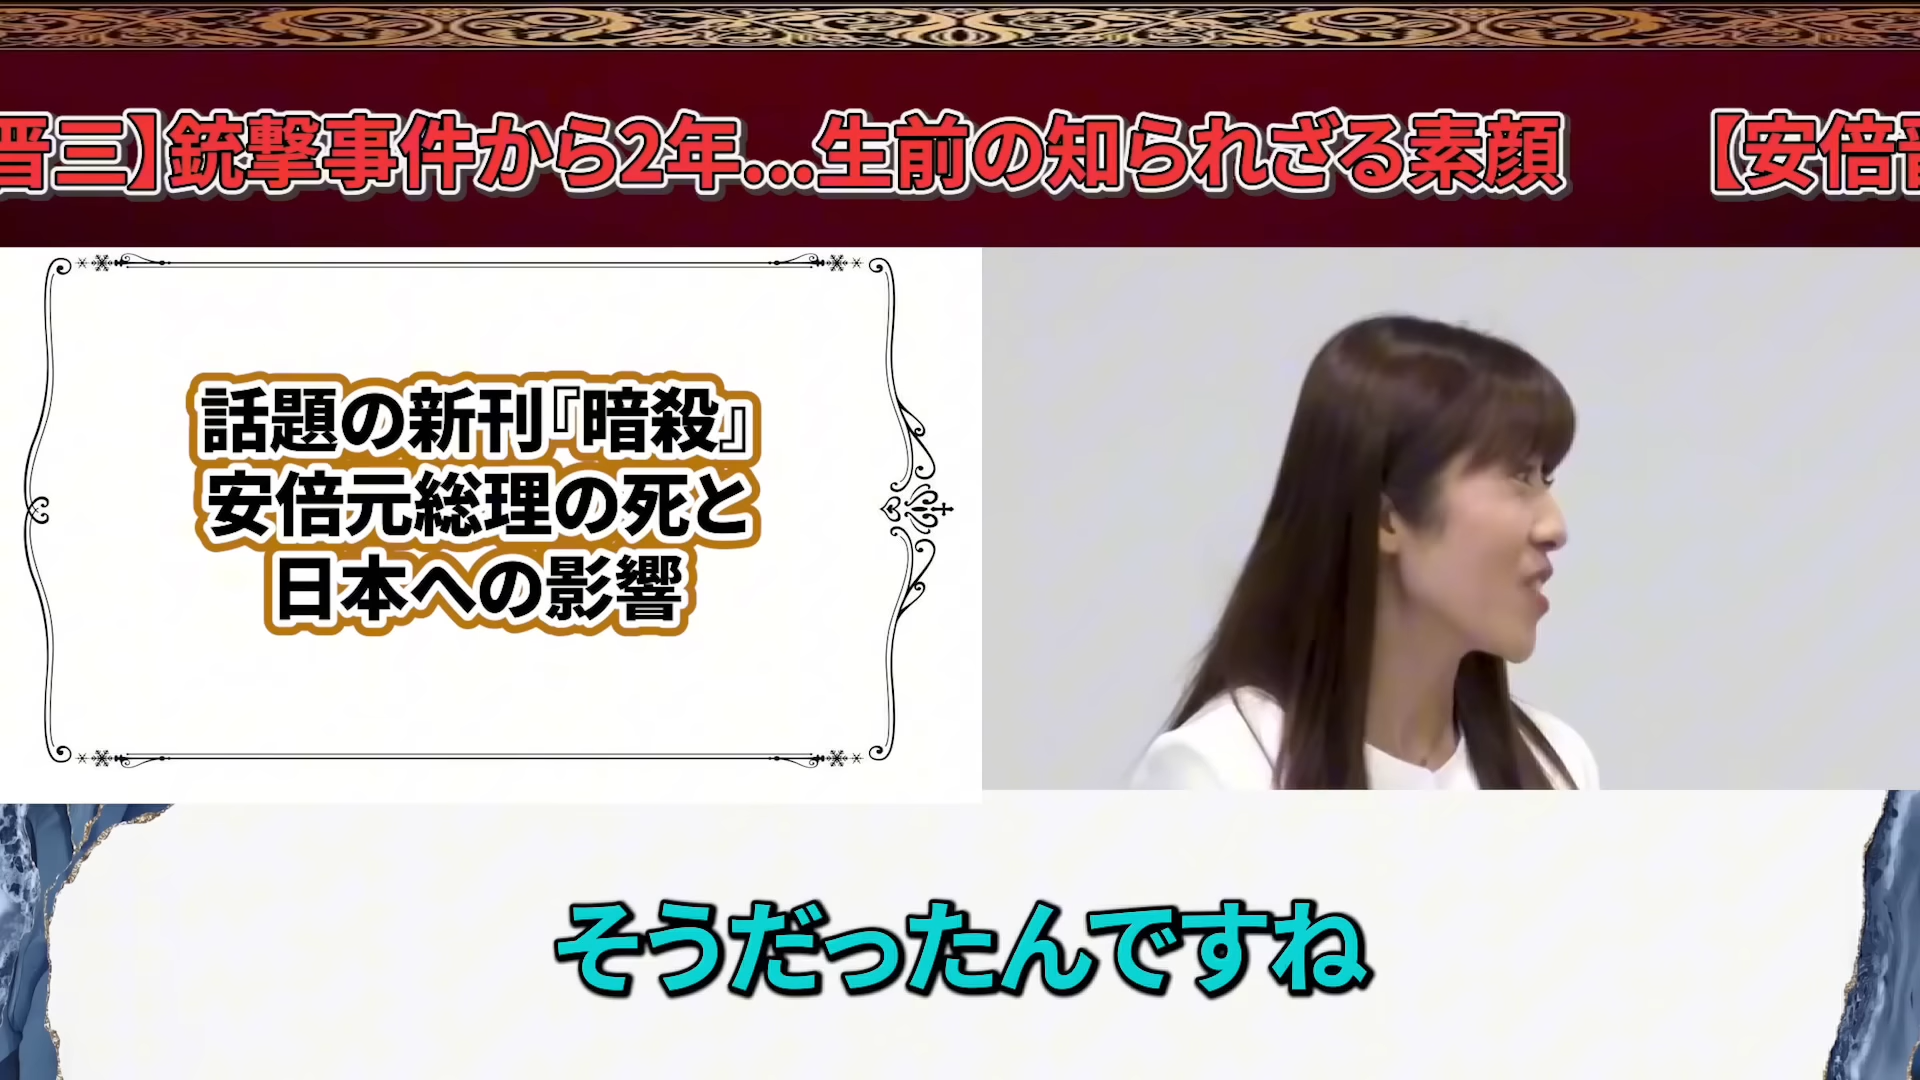 晋三】銃撃事件から2年...生前の知られざる素顔　【安倍晋
話題の新刊『暗殺』
安倍元総理の死と
日本への影響
そうだったんですね